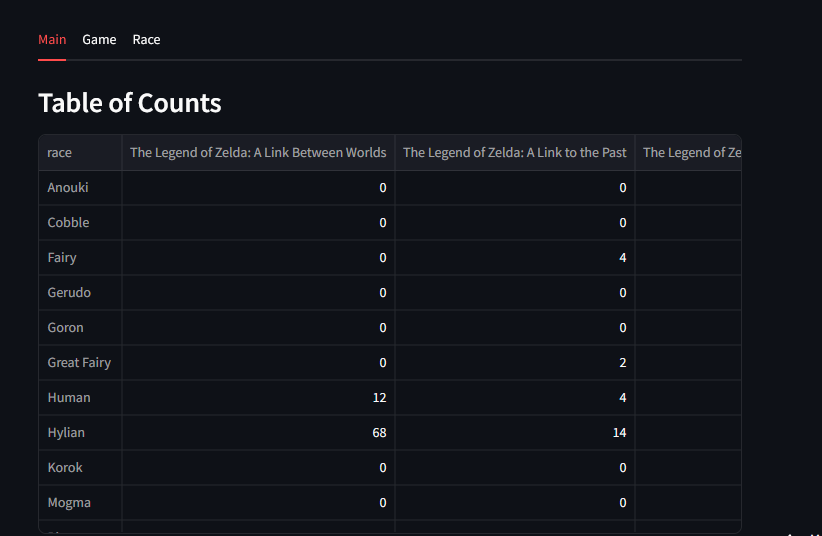 Main Game Race
Table of Counts
race The Legend of Zelda: A Link Between Worlds The Legend of Zelda: A Link to the Past The Legend of Ze
Anouki 0 0
Cobble 0 0
Fairy 0 4
Gerudo 0 0
Goron 0 0
Great Fairy 0 2
Human 12 4
Hylian 68 14
Korok 0 0
Mogma 0 0